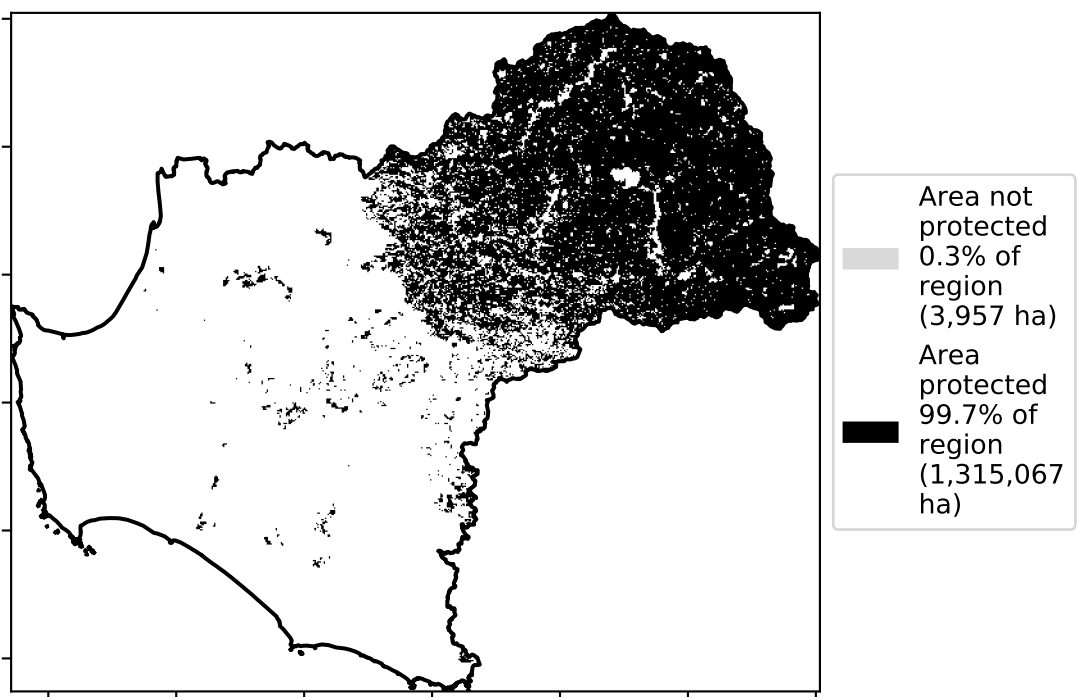 Area not
protected
0.3% of
region
(3,957 ha)
Area
protected
99.7% of
region
(1,315,067
ha)